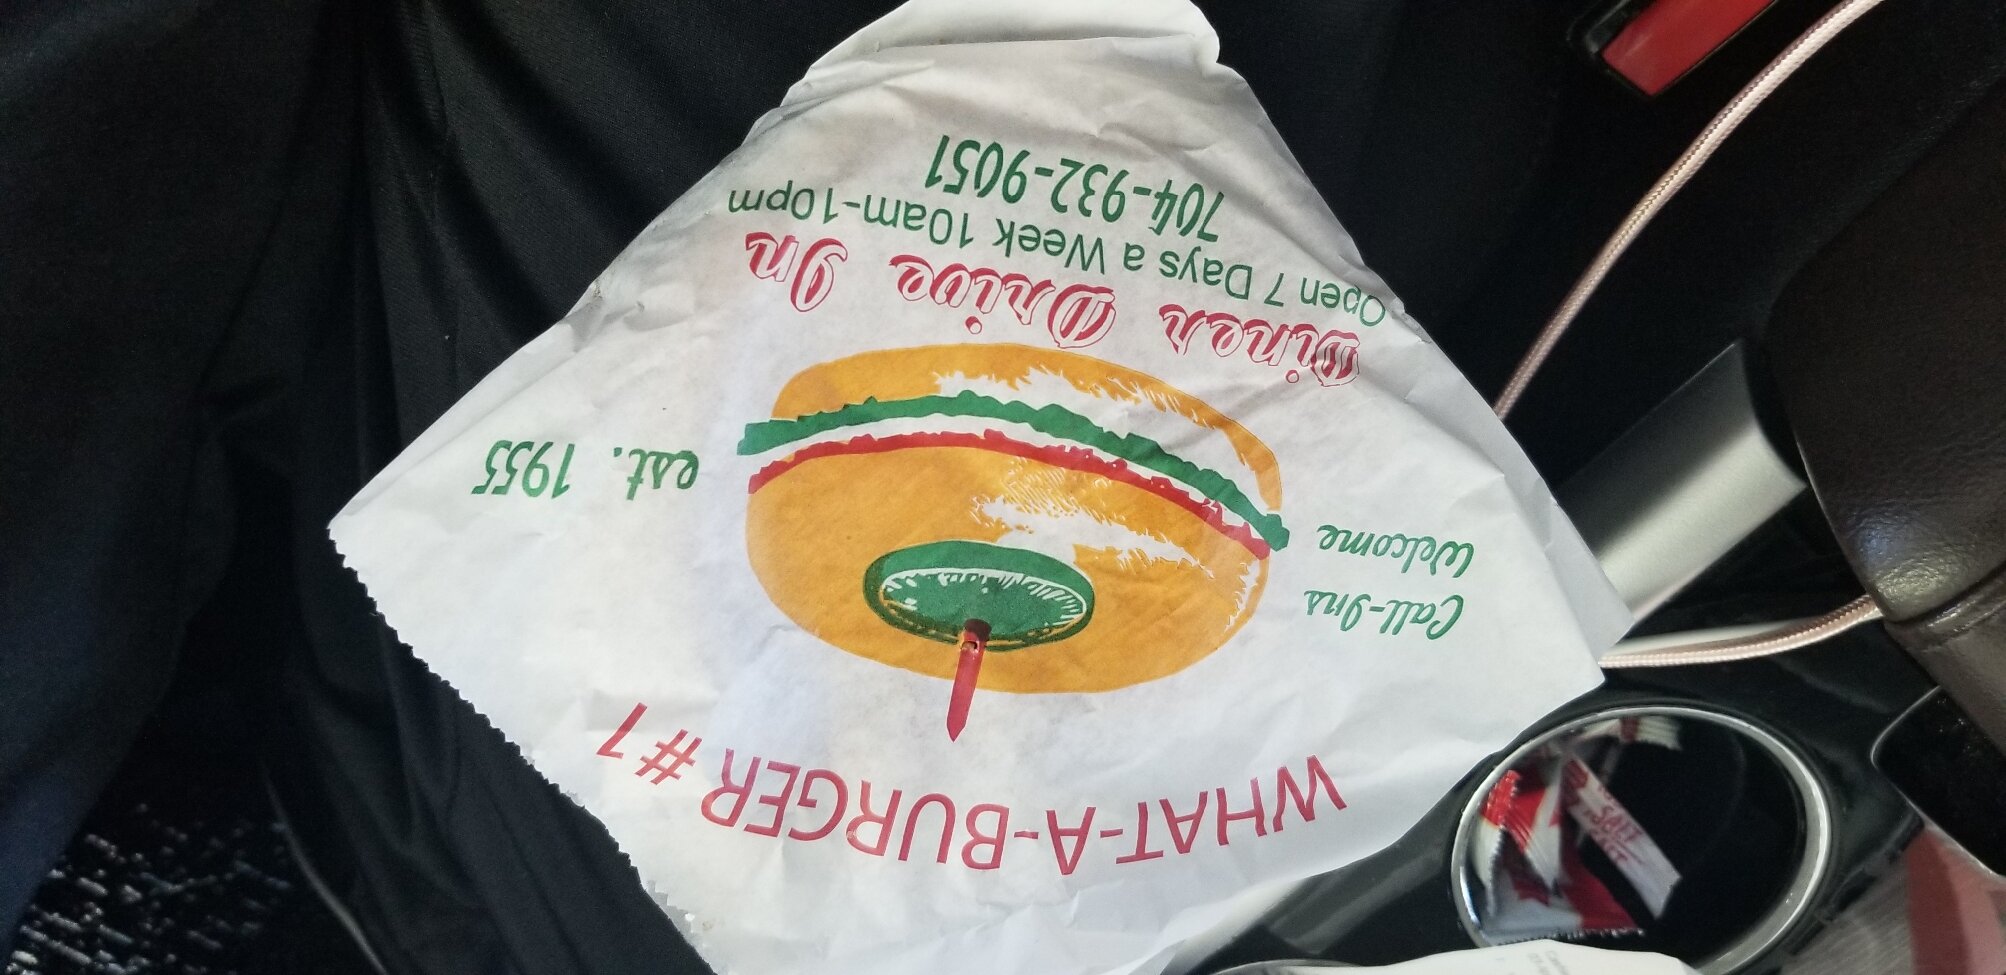 WHAT-A-BURGER #1
Call-Ins
Welcome
est. 1955
Diner Drive In
Open 7 Days a Week 10am-10pm
704-932-9051